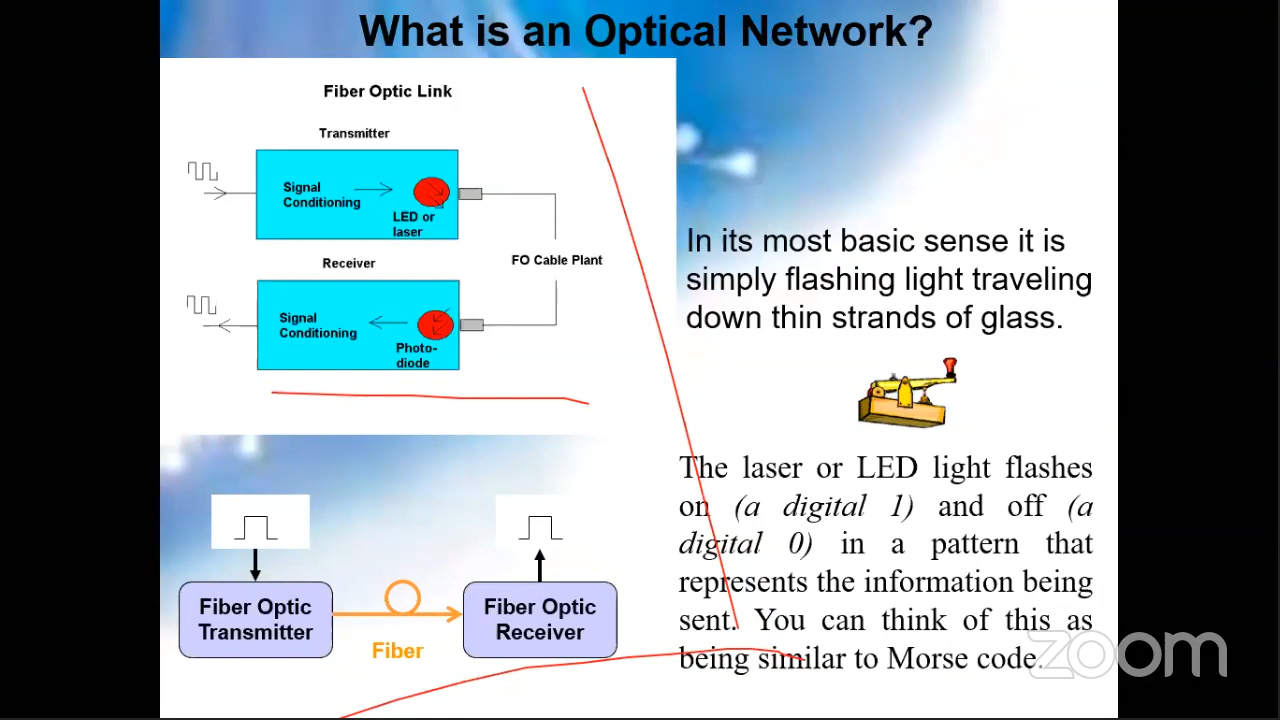 What is an Optical Network?
Fiber Optic Link
Transmitter
Signal
Conditioning
LED or
laser
FO Cable Plant
Receiver
Signal
Conditioning
Photo-
diode
In its most basic sense it is
simply flashing light traveling
down thin strands of glass.
The laser or LED light flashes
on (a digital 1) and off (a
digital 0) in a pattern that
represents the information being
sent. You can think of this as
being similar to Morse code.
Fiber Optic
Transmitter
Fiber
Fiber Optic
Receiver
zoom